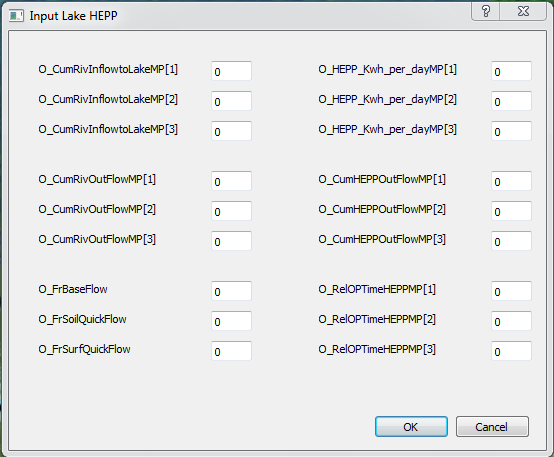 Input Lake HEPP
O_CumRivInflowtoLakeMP[1] 0 O_HEPP_Kwh_per_dayMP[1] 0
O_CumRivInflowtoLakeMP[2] 0 O_HEPP_Kwh_per_dayMP[2] 0
O_CumRivInflowtoLakeMP[3] 0 O_HEPP_Kwh_per_dayMP[3] 0
O_CumRivOutFlowMP[1] 0 O_CumHEPPOutFlowMP[1] 0
O_CumRivOutFlowMP[2] 0 O_CumHEPPOutFlowMP[2] 0
O_CumRivOutFlowMP[3] 0 O_CumHEPPOutFlowMP[3] 0
O_FrBaseFlow 0 O_RelOPTimeHEPPMP[1] 0
O_FrSoilQuickFlow 0 O_RelOPTimeHEPPMP[2] 0
O_FrSurfQuickFlow 0 O_RelOPTimeHEPPMP[3] 0
OK Cancel